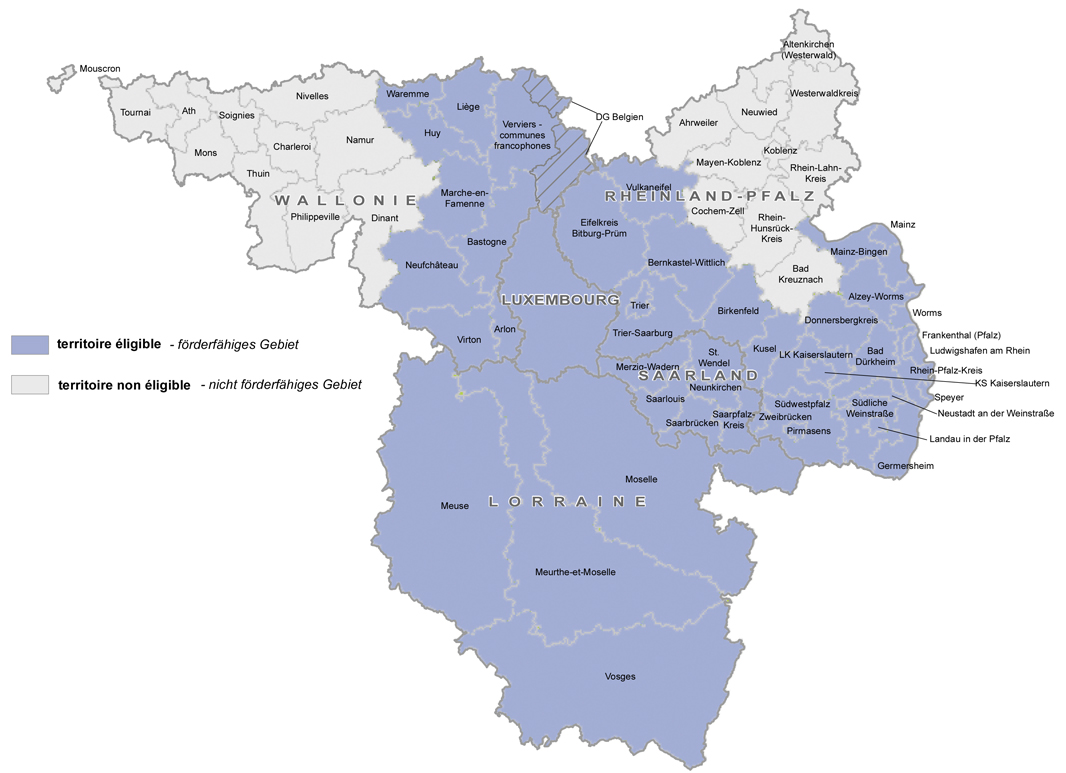 Mouscron
Tournai
Ath
Soignies
Nivelles
Mons
Charleroi
Namur
Thuin
WALLONIE
Philippeville
Dinant
Waremme
Liège
Huy
Verviers -
communes
francophones
DG Belgien
Marche-en-
Famenne
Bastogne
Neufchâteau
Virton
Arlon
LUXEMBOURG
Altenkirchen
(Westerwald)
Westerwaldkreis
Neuwied
Ahrweiler
Koblenz
Mayen-Koblenz
Rhein-Lahn-
Kreis
Vulkaneifel
RHEINLAND-PFALZ
Cochem-Zell
Rhein-
Hunsrück-
Kreis
Eifelkreis
Bitburg-Prüm
Bernkastel-Wittlich
Bad
Kreuznach
Mainz
Mainz-Bingen
Alzey-Worms
Worms
Trier
Birkenfeld
Donnersbergkreis
Trier-Saarburg
Frankenthal (Pfalz)
Ludwigshafen am Rhein
Kusel
LK Kaiserslautern
Bad
Dürkheim
Rhein-Pfalz-Kreis
KS Kaiserslautern
Merzig-Wadern
St.
Wendel
SAARLAND
Neunkirchen
Saarlouis
Saarbrücken
Saarpfalz-
Kreis
Südwestpfalz
Zweibrücken
Pirmasens
Südliche
Weinstraße
Speyer
Neustadt an der Weinstraße
Landau in der Pfalz
Germersheim
territoire éligible - förderfähiges Gebiet
territoire non éligible - nicht förderfähiges Gebiet
Moselle
LORRAINE
Meuse
Meurthe-et-Moselle
Vosges